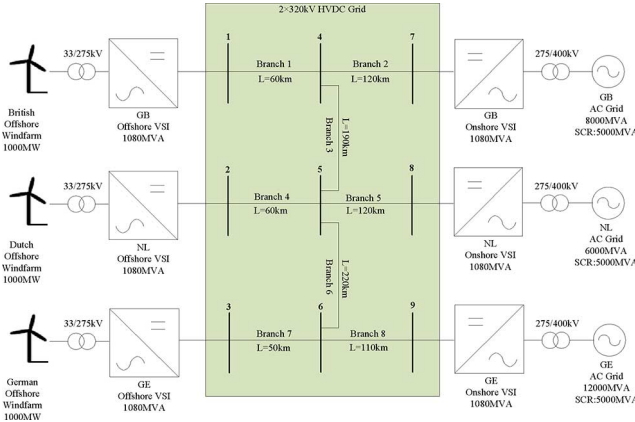 2×320kV HVDC Grid
33/275kV
British
Offshore
Windfarm
1000MW
GB
Offshore VSI
1080MVA
1
Branch 1
L=60km
4
Branch 2
L=120km
7
GB
Onshore VSI
1080MVA
275/400kV
GB
AC Grid
8000MVA
SCR:5000MVA
Branch 3
L=190km
33/275kV
Dutch
Offshore
Windfarm
1000MW
NL
Offshore VSI
1080MVA
2
Branch 4
L=60km
5
Branch 5
L=120km
8
NL
Onshore VSI
1080MVA
275/400kV
NL
AC Grid
6000MVA
SCR:5000MVA
Branch 6
L=220km
33/275kV
German
Offshore
Windfarm
1000MW
GE
Offshore VSI
1080MVA
3
Branch 7
L=50km
6
Branch 8
L=110km
9
GE
Onshore VSI
1080MVA
275/400kV
GE
AC Grid
12000MVA
SCR:5000MVA